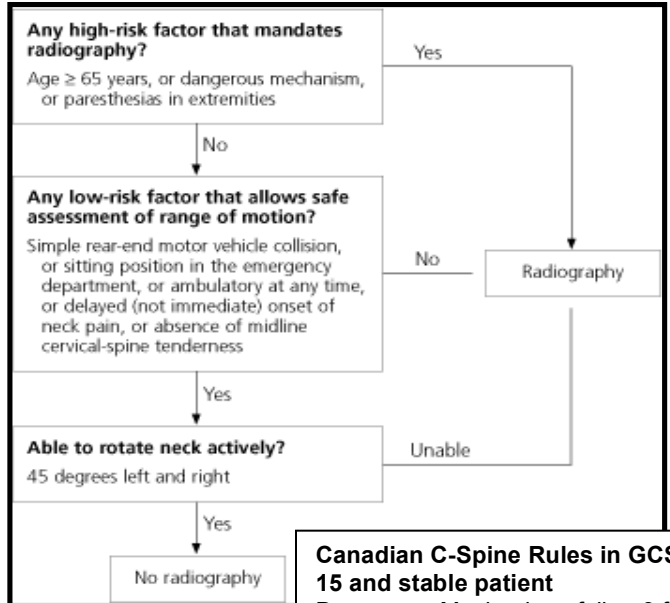 Any high-risk factor that mandates
radiography?
Age ≥ 65 years, or dangerous mechanism,
or paresthesias in extremities
Yes
No
Any low-risk factor that allows safe
assessment of range of motion?
Simple rear-end motor vehicle collision,
or sitting position in the emergency
department, or ambulatory at any time,
or delayed (not immediate) onset of
neck pain, or absence of midline
cervical-spine tenderness
No
Radiography
Yes
Able to rotate neck actively?
45 degrees left and right
Unable
Yes
No radiography
Canadian C-Spine Rules in GCS
15 and stable patient